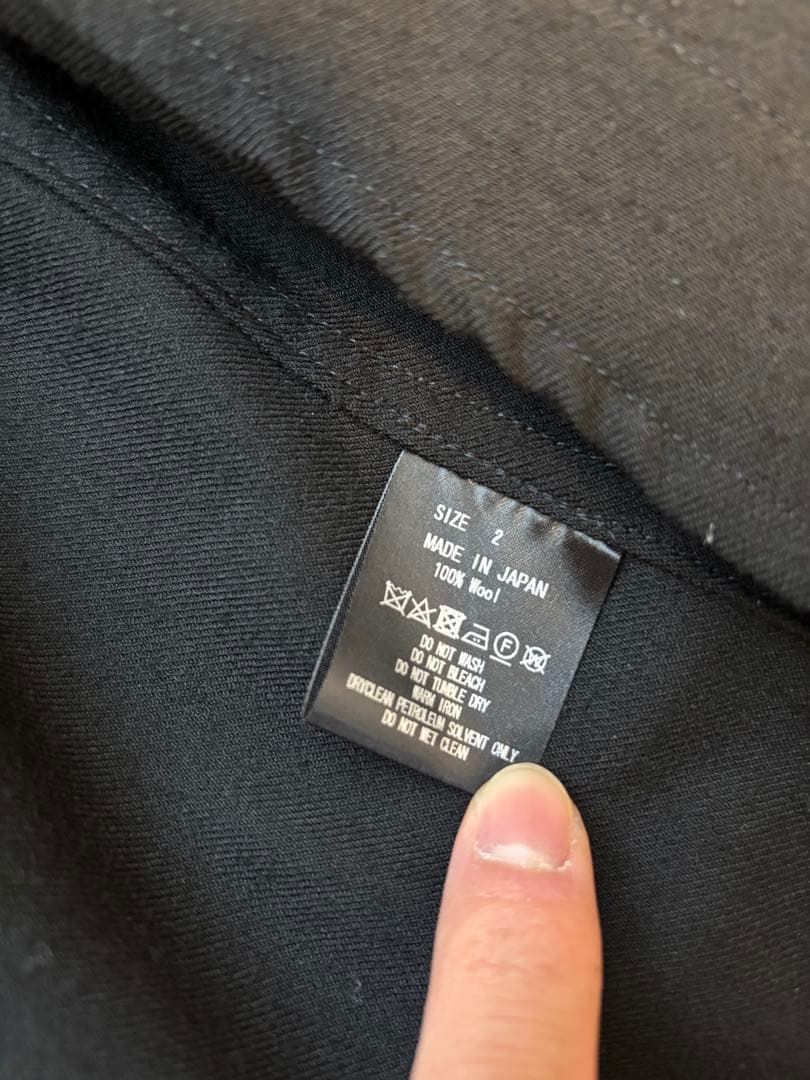 SIZE 2
MADE IN JAPAN
100% Wool
F W
DO NOT WASH
DO NOT BLEACH
DO NOT TUMBLE DRY
WARM IRON
DRYCLEAN PETROLEUM SOLVENT ONLY
DO NOT WET CLEAN